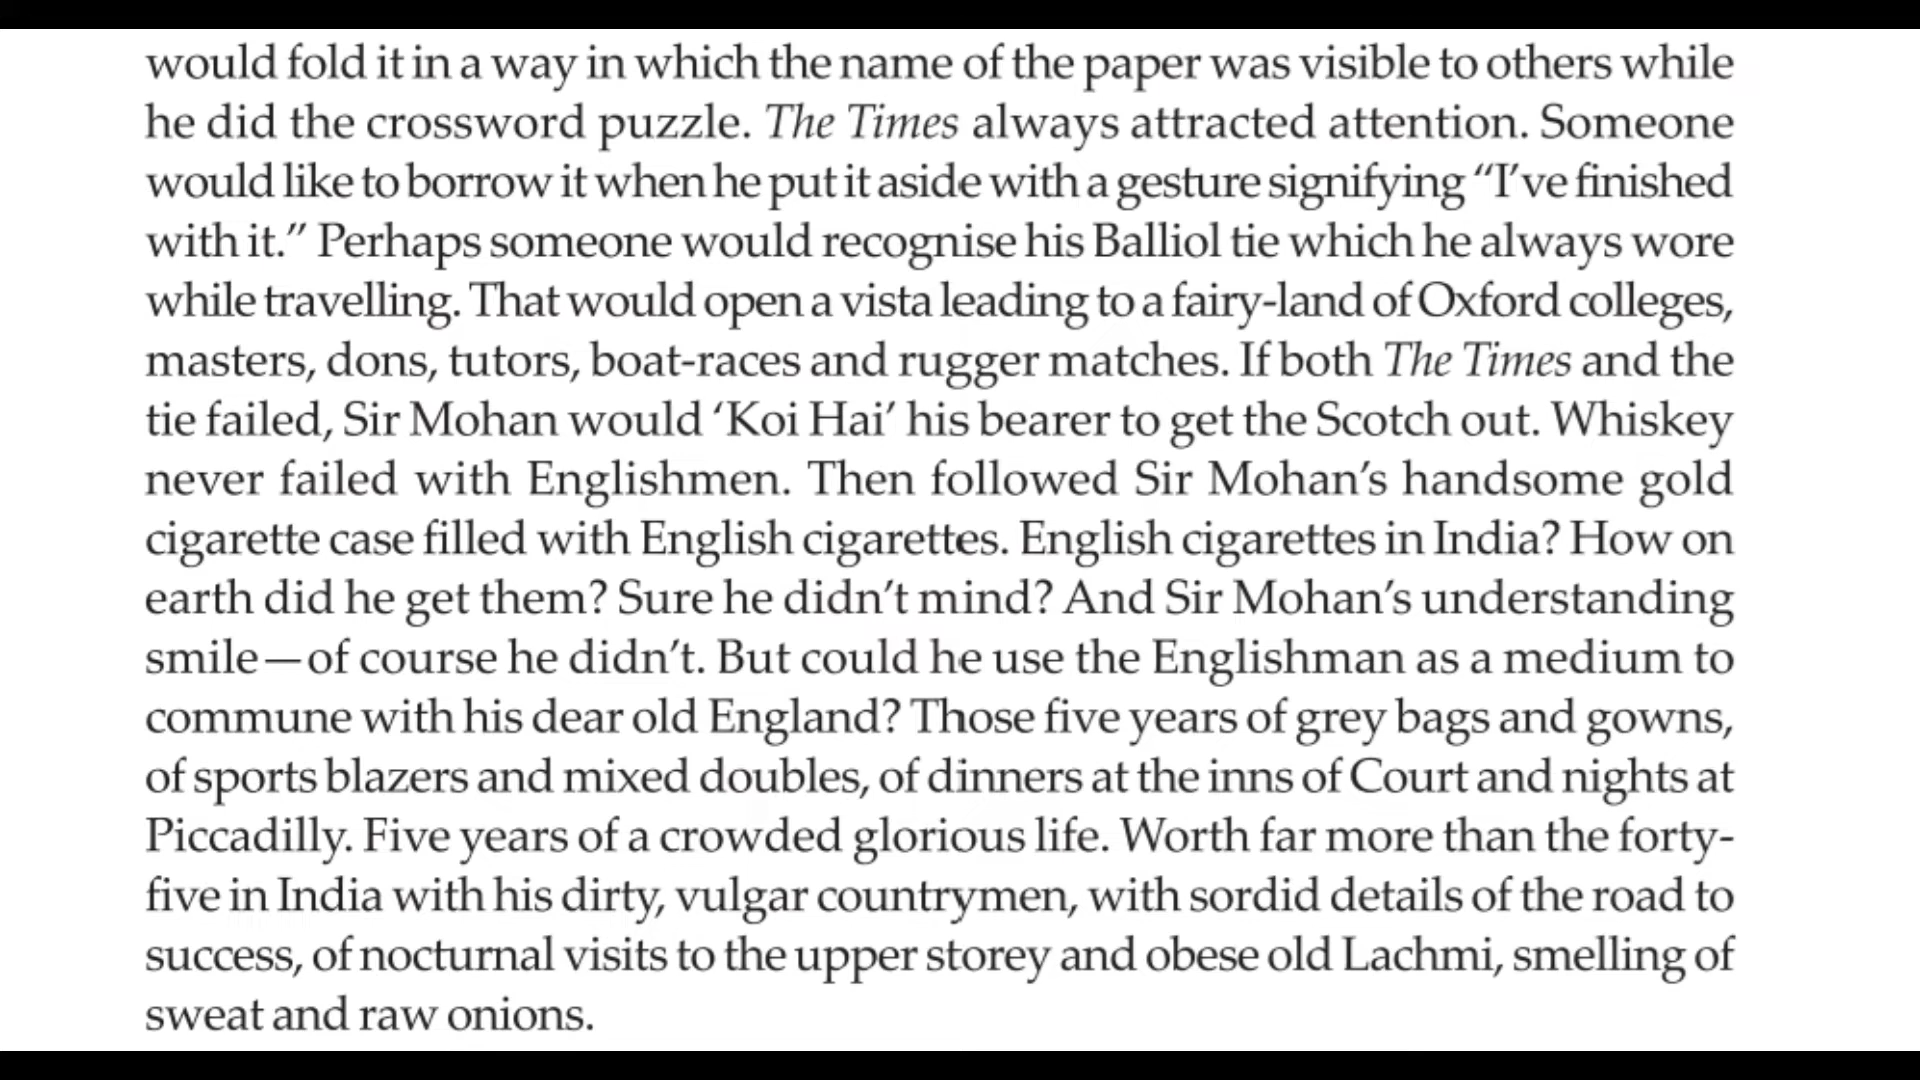 would fold it in a way in which the name of the paper was visible to others while
he did the crossword puzzle. The Times always attracted attention. Someone
would like to borrow it when he put it aside with a gesture signifying “I’ve finished
with it.” Perhaps someone would recognise his Balliol tie which he always wore
while travelling. That would open a vista leading to a fairy-land of Oxford colleges,
masters, dons, tutors, boat-races and rugger matches. If both The Times and the
tie failed, Sir Mohan would ‘Koi Hai’ his bearer to get the Scotch out. Whiskey
never failed with Englishmen. Then followed Sir Mohan’s handsome gold
cigarette case filled with English cigarettes. English cigarettes in India? How on
earth did he get them? Sure he didn’t mind? And Sir Mohan’s understanding
smile—of course he didn’t. But could he use the Englishman as a medium to
commune with his dear old England? Those five years of grey bags and gowns,
of sports blazers and mixed doubles, of dinners at the inns of Court and nights at
Piccadilly. Five years of a crowded glorious life. Worth far more than the forty-
five in India with his dirty, vulgar countrymen, with sordid details of the road to
success, of nocturnal visits to the upper storey and obese old Lachmi, smelling of
sweat and raw onions.